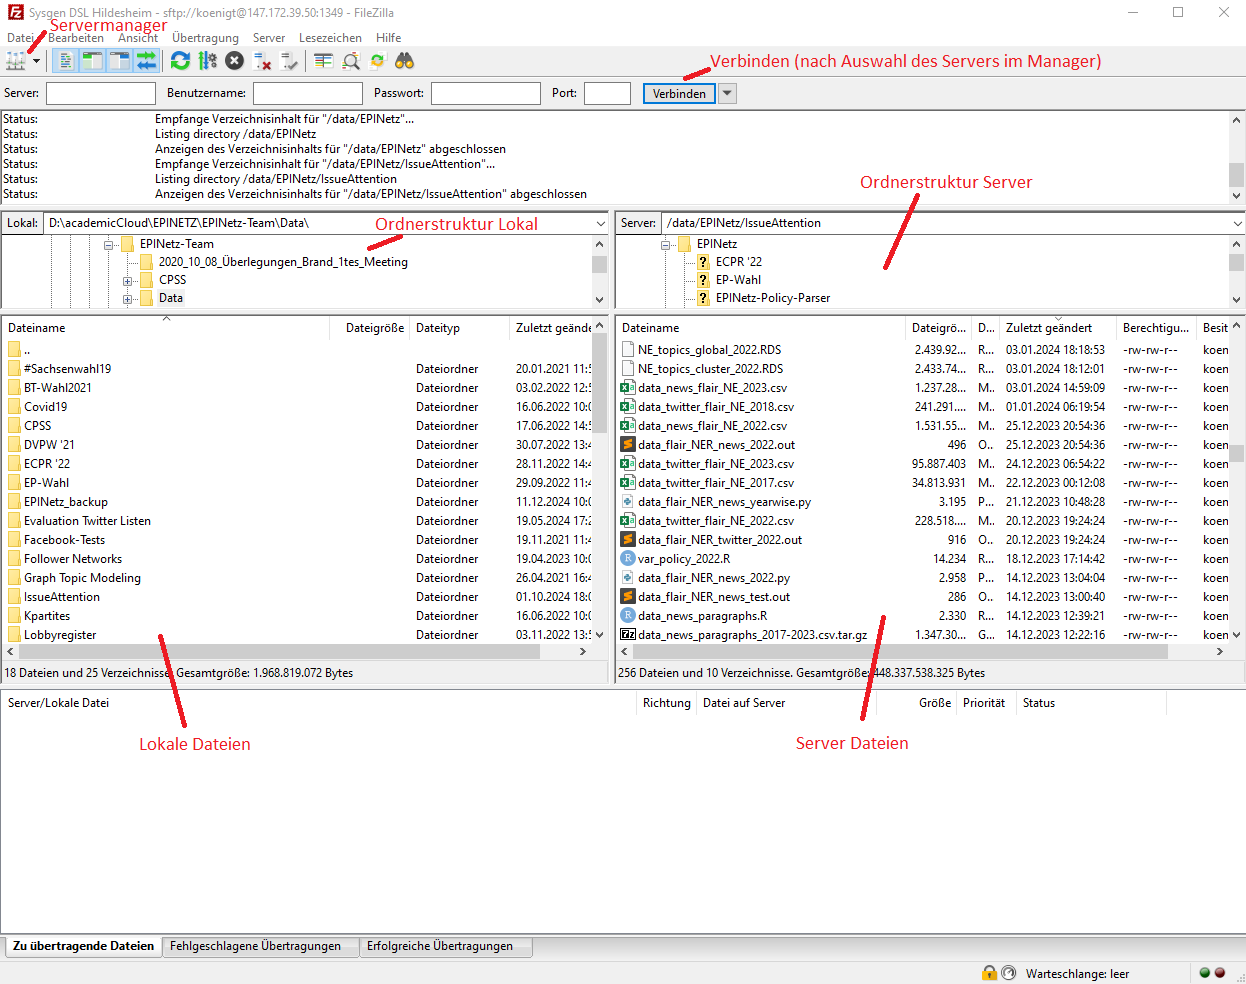 Sysgen DSL Hildesheim - sftp://koenigt@147.172.39.50:1349 - FileZilla
Servermanager
Datei Bearbeiten Ansicht Übertragung Server Lesezeichen Hilfe
Verbinden (nach Auswahl des Servers im Manager)
Server: Benutzername: Passwort: Port: Verbinden
Status: Empfange Verzeichnisinhalt für "/data/EPINetz"...
Status: Listing directory /data/EPINetz
Status: Anzeigen des Verzeichnisinhalts für "/data/EPINetz" abgeschlossen
Status: Empfange Verzeichnisinhalt für "/data/EPINetz/IssueAttention"...
Status: Listing directory /data/EPINetz/IssueAttention
Status: Anzeigen des Verzeichnisinhalts für "/data/EPINetz/IssueAttention" abgeschlossen
Ordnerstruktur Server
Lokal: D:\academicCloud\EPINETZ\EPINetz-Team\Data\
Ordnerstruktur Lokal
EPINetz-Team
2020_10_08_Überlegungen_Brand_1tes_Meeting
CPSS
Data
Server: /data/EPINetz/IssueAttention
EPINetz
? ECPR '22
? EP-Wahl
? EPINetz-Policy-Parser
Dateiname Dateigröße Dateityp Zuletzt geände
..
#Sachsenwahl19 Dateiordner 20.01.2021 11:5
BT-Wahl2021 Dateiordner 03.02.2022 12:5
Covid19 Dateiordner 16.06.2022 10:0
CPSS Dateiordner 17.06.2022 14:5
DVPW '21 Dateiordner 30.07.2022 13:4
ECPR '22 Dateiordner 28.11.2022 14:4
EP-Wahl Dateiordner 29.09.2022 11:4
EPINetz_backup Dateiordner 11.12.2024 10:0
Evaluation Twitter Listen Dateiordner 19.05.2024 17:2
Facebook-Tests Dateiordner 19.11.2021 11:4
Follower Networks Dateiordner 19.04.2023 10:0
Graph Topic Modeling Dateiordner 26.04.2021 16:4
IssueAttention Dateiordner 01.10.2024 18:0
Kpartites Dateiordner 16.06.2022 10:0
Lobbyregister Dateiordner 03.11.2022 13:5
18 Dateien und 25 Verzeichnisse. Gesamtgröße: 1.968.819.072 Bytes
Dateiname Dateigrö... D... Zuletzt geändert Berechtigu... Besit
NE_topics_global_2022.RDS 2.439.92... R... 03.01.2024 18:18:53 -rw-rw-r-- koen
NE_topics_cluster_2022.RDS 2.433.74... R... 03.01.2024 18:12:01 -rw-rw-r-- koen
data_news_flair_NE_2023.csv 1.237.28... M.. 03.01.2024 14:59:09 -rw-rw-r-- koen
data_twitter_flair_NE_2018.csv 241.291.... M.. 01.01.2024 06:19:54 -rw-rw-r-- koen
data_news_flair_NE_2022.csv 1.531.55... M.. 25.12.2023 20:54:36 -rw-rw-r-- koen
data_flair_NER_news_2022.out 496 O.. 25.12.2023 20:54:36 -rw-rw-r-- koen
data_twitter_flair_NE_2023.csv 95.887.403 M.. 24.12.2023 06:54:22 -rw-rw-r-- koen
data_twitter_flair_NE_2017.csv 34.813.931 M.. 22.12.2023 00:12:08 -rw-rw-r-- koen
data_flair_NER_news_yearwise.py 3.195 P... 21.12.2023 10:48:28 -rw-rw-r-- koen
data_twitter_flair_NE_2022.csv 228.518.... M.. 20.12.2023 19:24:24 -rw-rw-r-- koen
data_flair_NER_twitter_2022.out 916 O.. 20.12.2023 19:24:24 -rw-rw-r-- koen
R var_policy_2022.R 14.234 R... 18.12.2023 17:14:42 -rw-rw-r-- koen
data_flair_NER_news_2022.py 2.958 P... 14.12.2023 13:04:04 -rw-rw-r-- koen
data_flair_NER_news_test.out 286 O.. 14.12.2023 13:00:40 -rw-rw-r-- koen
R data_news_paragraphs.R 2.330 R... 14.12.2023 12:39:21 -rw-rw-r-- koen
7z data_news_paragraphs_2017-2023.csv.tar.gz 1.347.30... G... 14.12.2023 12:22:16 -rw-rw-r-- koen
256 Dateien und 10 Verzeichnisse. Gesamtgröße: 448.337.538.325 Bytes
Server/Lokale Datei Richtung Datei auf Server Größe Priorität Status
Lokale Dateien
Server Dateien
Zu übertragende Dateien Fehlgeschlagene Übertragungen Erfolgreiche Übertragungen
Warteschlange: leer